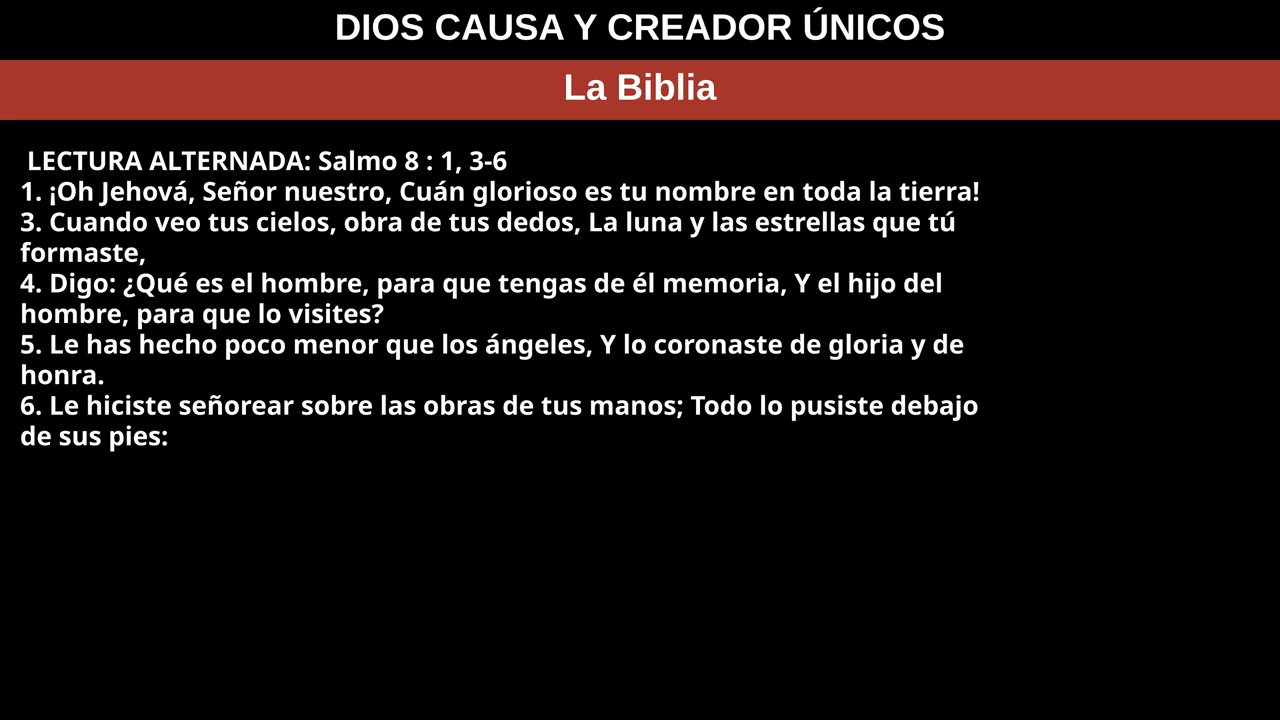 DIOS CAUSA Y CREADOR ÚNICOS
La Biblia
LECTURA ALTERNADA: Salmo 8 : 1, 3-6
1. ¡Oh Jehová, Señor nuestro, Cuán glorioso es tu nombre en toda la tierra!
3. Cuando veo tus cielos, obra de tus dedos, La luna y las estrellas que tú
formaste,
4. Digo: ¿Qué es el hombre, para que tengas de él memoria, Y el hijo del
hombre, para que lo visites?
5. Le has hecho poco menor que los ángeles, Y lo coronaste de gloria y de
honra.
6. Le hiciste señorear sobre las obras de tus manos; Todo lo pusiste debajo
de sus pies: